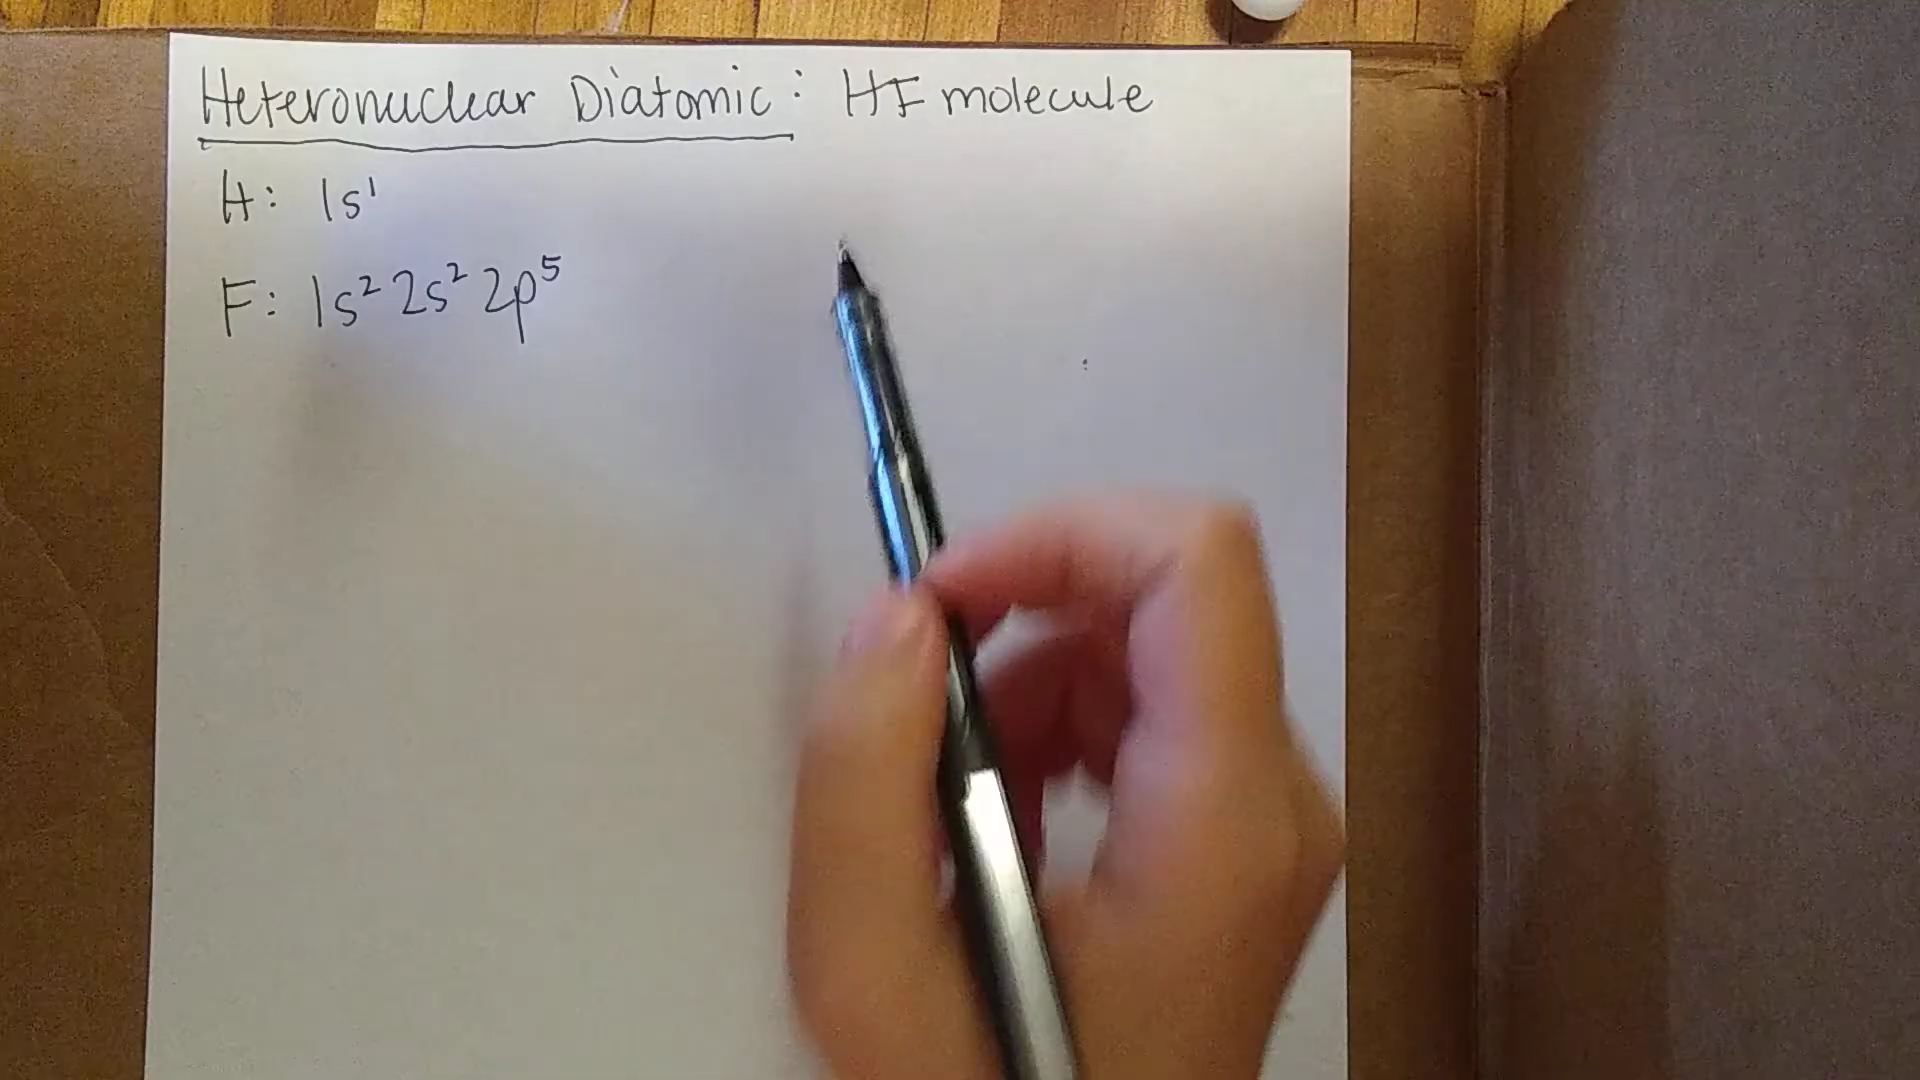 Heteronuclear Diatomic: HF molecule
H: 1s¹
F: 1s² 2s² 2p⁵